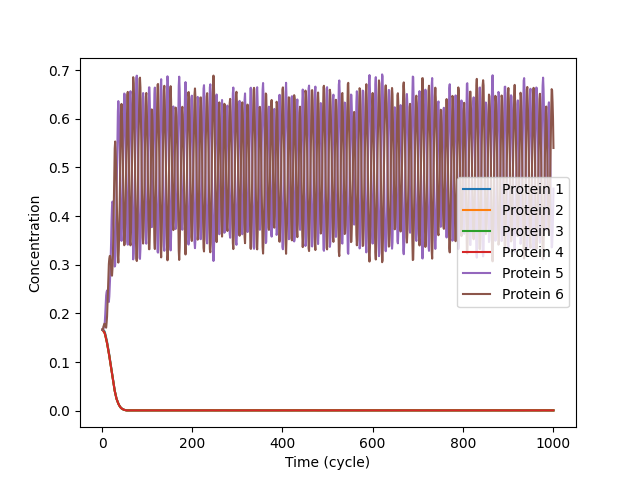 0.7
0.6
0.5
0.4
0.3
0.2
0.1
0.0
Concentration
Protein 1
Protein 2
Protein 3
Protein 4
Protein 5
Protein 6
0 200 400 600 800 1000
Time (cycle)